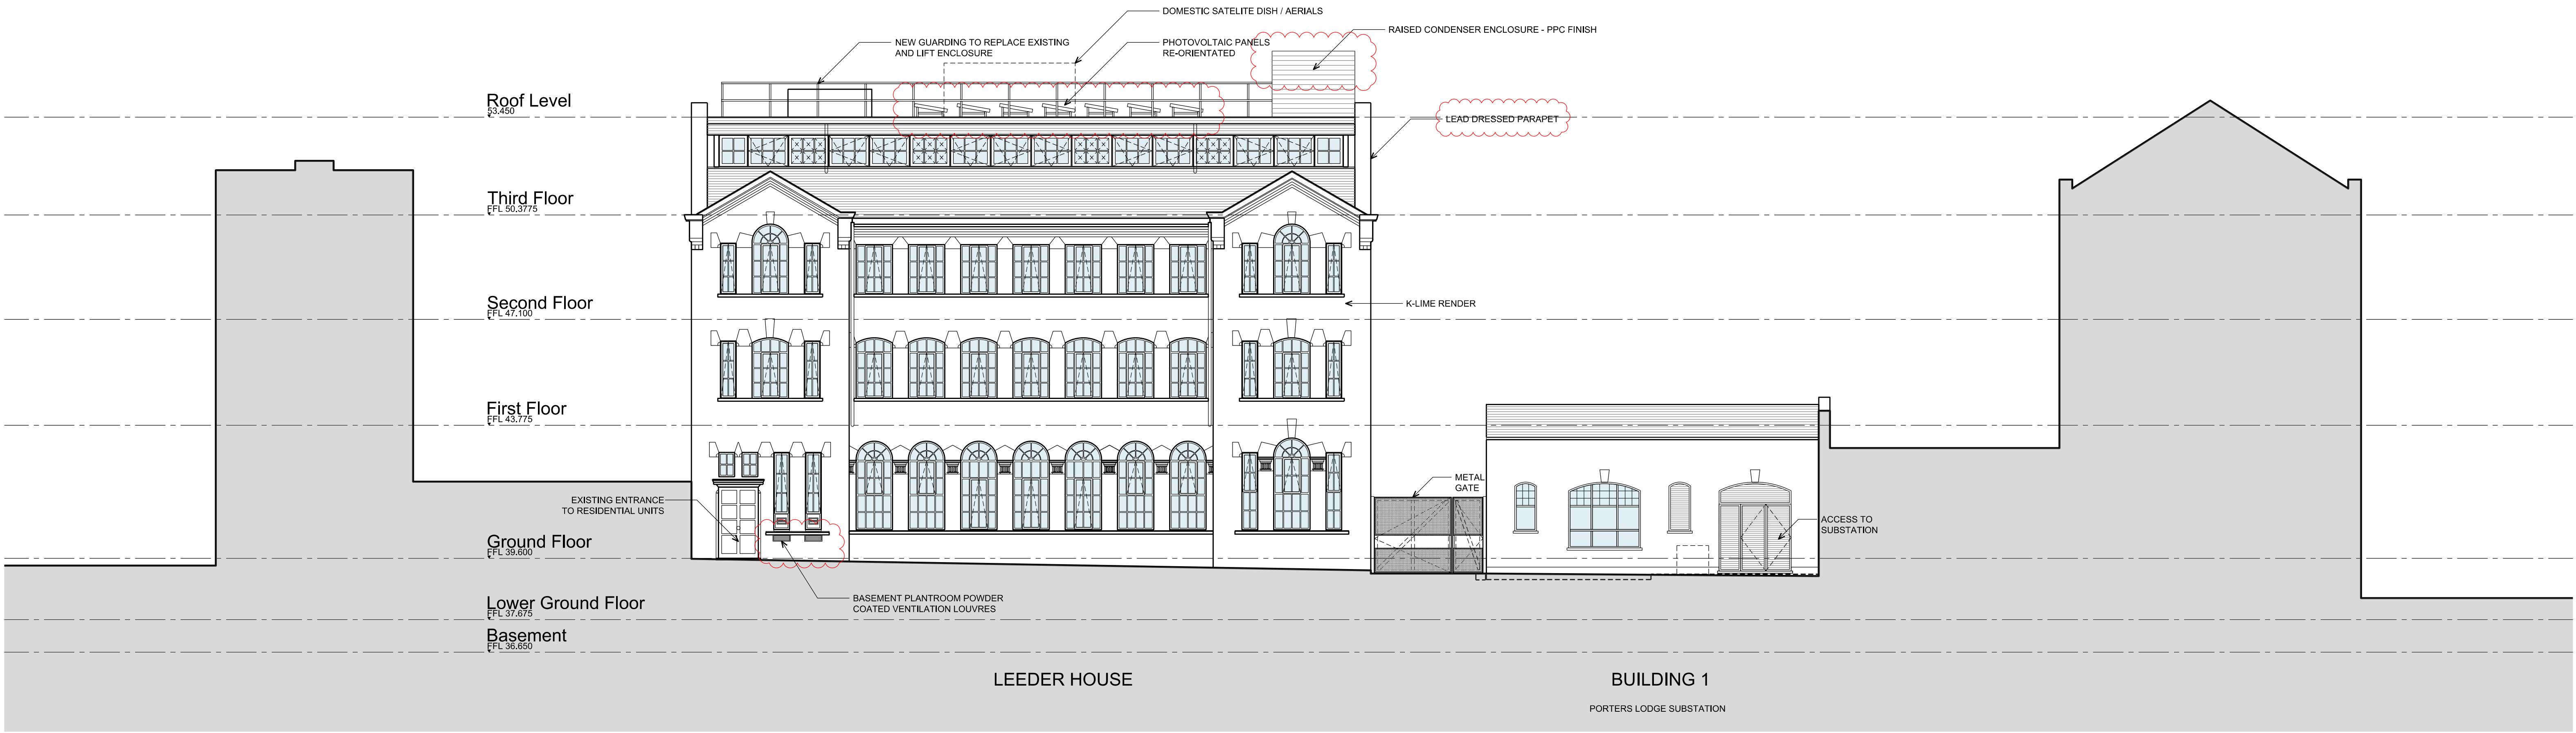 DOMESTIC SATELITE DISH / AERIALS
RAISED CONDENSER ENCLOSURE - PPC FINISH
NEW GUARDING TO REPLACE EXISTING
AND LIFT ENCLOSURE
PHOTOVOLTAIC PANELS
RE-ORIENTATED
Roof Level
53.450
LEAD DRESSED PARAPET
Third Floor
FFL 50.3775
Second Floor
FFL 47.100
K-LIME RENDER
First Floor
FFL 43.775
METAL
GATE
EXISTING ENTRANCE
TO RESIDENTIAL UNITS
ACCESS TO
SUBSTATION
Ground Floor
FFL 39.600
BASEMENT PLANTROOM POWDER
COATED VENTILATION LOUVRES
Lower Ground Floor
FFL 37.675
Basement
FFL 36.650
LEEDER HOUSE
BUILDING 1
PORTERS LODGE SUBSTATION